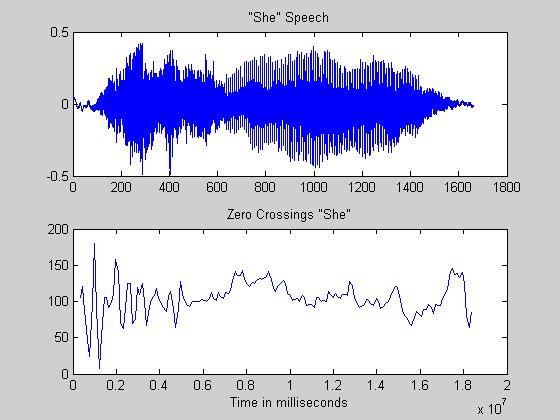 "She" Speech
0.5
0
-0.5
0 200 400 600 800 1000 1200 1400 1600 1800
Zero Crossings "She"
200
150
100
50
0
0 0.2 0.4 0.6 0.8 1 1.2 1.4 1.6 1.8 2
Time in milliseconds
x 10^7